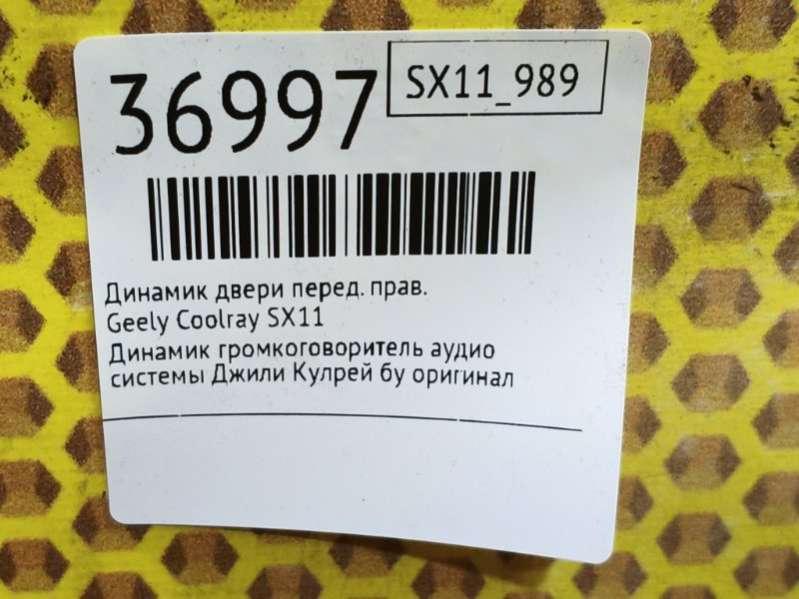 36997
SX11_989
Динамик двери перед. прав.
Geely Coolray SX11
Динамик громкоговоритель аудио
системы Джили Кулрей бу оригинал